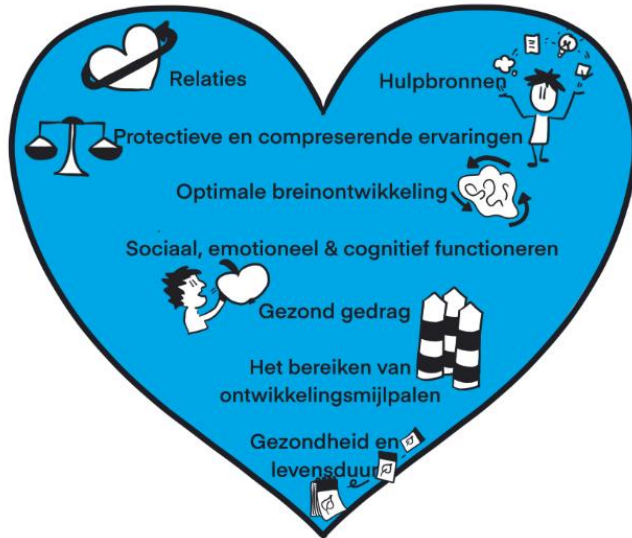 Relaties
Hulpbronnen
Protectieve en compreserende ervaringen
Optimale breinontwikkeling
Sociaal, emotioneel & cognitief functioneren
Gezond gedrag
Het bereiken van
ontwikkelingsmijlpalen
Gezondheid en
levensduur